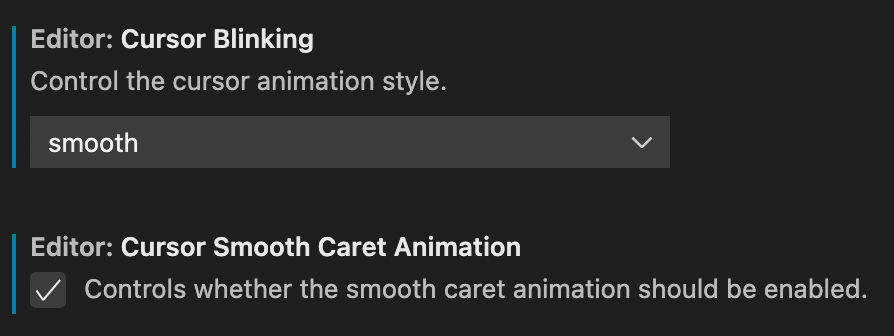 Editor: Cursor Blinking
Control the cursor animation style.
smooth
Editor: Cursor Smooth Caret Animation
Controls whether the smooth caret animation should be enabled.